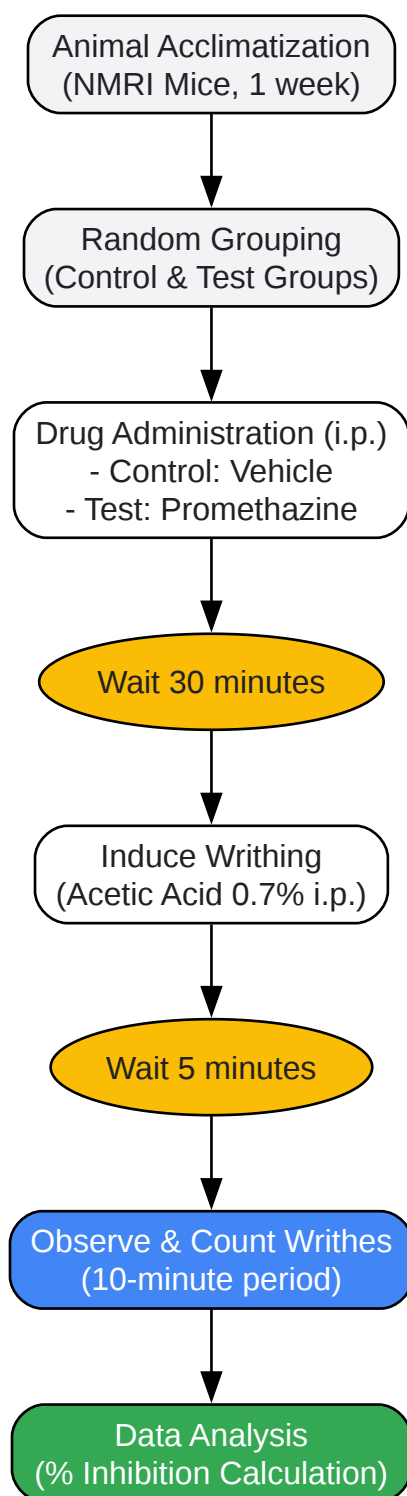 Animal Acclimatization
(NMRI Mice, 1 week)
Random Grouping
(Control & Test Groups)
Drug Administration (i.p.)
- Control: Vehicle
- Test: Promethazine
Wait 30 minutes
Induce Writhing
(Acetic Acid 0.7% i.p.)
Wait 5 minutes
Observe & Count Writhes
(10-minute period)
Data Analysis
(% Inhibition Calculation)